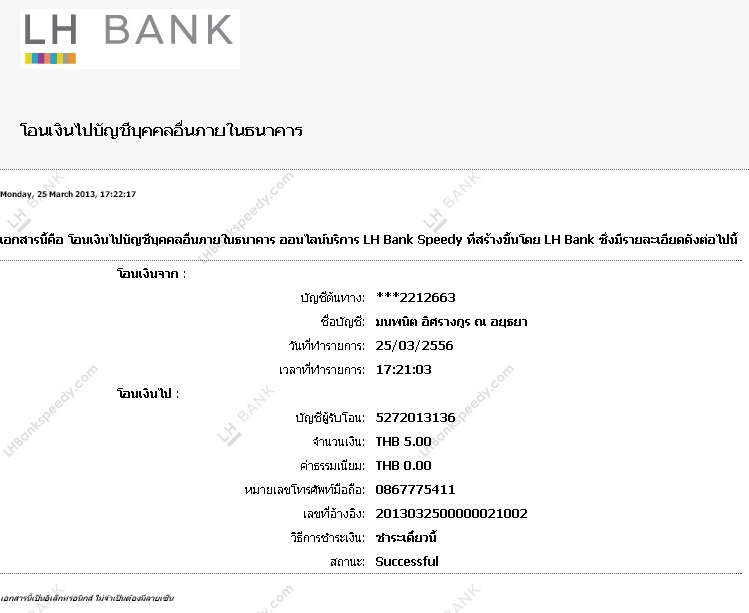 LH BANK
โอนเงินไปบัญชีบุคคลอื่นภายในธนาคาร
Monday, 25 March 2013, 17:22:17
เอกสารนี้คือ โอนเงินไปบัญชีบุคคลอื่นภายในธนาคาร ออนไลน์บริการ LH Bank Speedy ที่สร้างขึ้นโดย LH Bank ซึ่งมีรายละเอียดดังต่อไปนี้
โอนเงินจาก :
บัญชีต้นทาง: ***2212663
ชื่อบัญชี: มนพนิต อิศรางกูร ณ อยุธยา
วันที่ทำรายการ: 25/03/2556
เวลาที่ทำรายการ: 17:21:03
โอนเงินไป :
บัญชีผู้รับโอน: 5272013136
จำนวนเงิน: THB 5.00
ค่าธรรมเนียม: THB 0.00
หมายเลขโทรศัพท์มือถือ: 0867775411
เลขที่อ้างอิง: 2013032500000021002
วิธีการชำระเงิน: ชำระเดี๋ยวนี้
สถานะ: Successful
เอกสารนี้เป็นอิเล็กทรอนิกส์ ไม่จำเป็นต้องมีลายเซ็น
LH BANK
LHBankspeedy.com
LH BANK
LHBankspeedy.com
LH BANK
LHBankspeedy.com